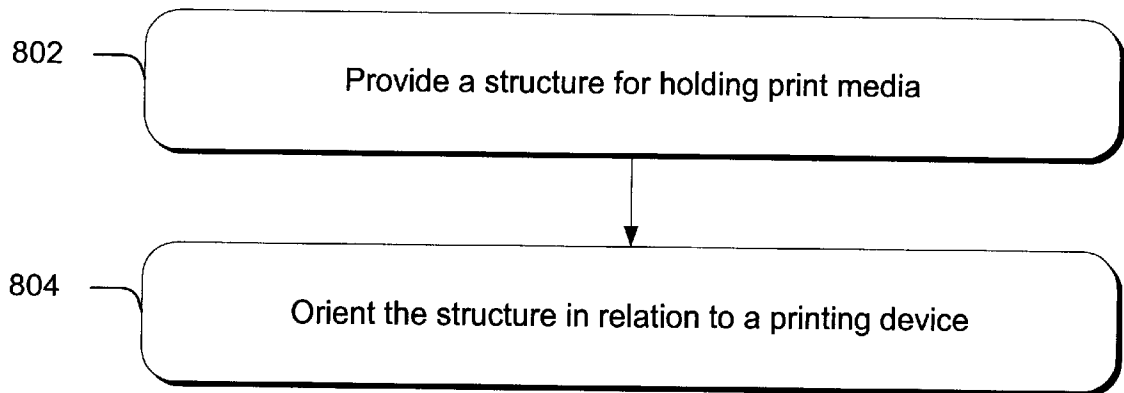 802
Provide a structure for holding print media
804
Orient the structure in relation to a printing device